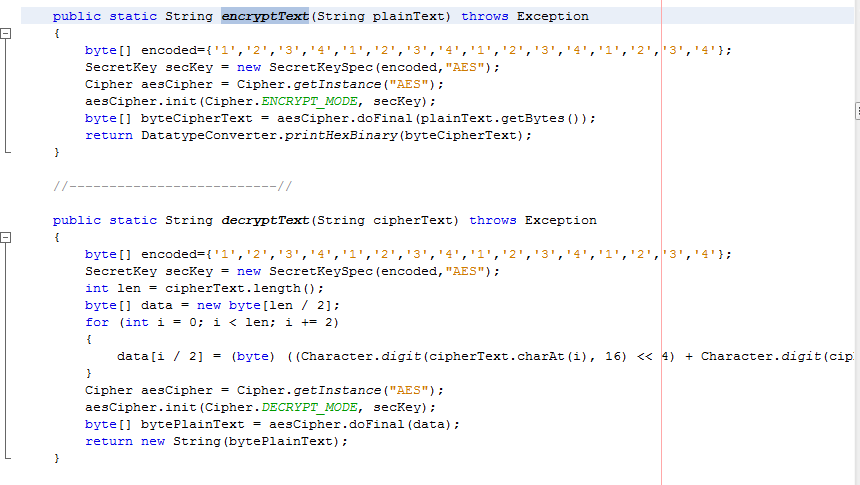 public static String encryptText(String plainText) throws Exception
{
byte[] encoded={'1','2','3','4','1','2','3','4','1','2','3','4','1','2','3','4'};
SecretKey secKey = new SecretKeySpec(encoded,"AES");
Cipher aesCipher = Cipher.getInstance("AES");
aesCipher.init(Cipher.ENCRYPT_MODE, secKey);
byte[] byteCipherText = aesCipher.doFinal(plainText.getBytes());
return DatatypeConverter.printHexBinary(byteCipherText);
}
//--------------------------//
public static String decryptText(String cipherText) throws Exception
{
byte[] encoded={'1','2','3','4','1','2','3','4','1','2','3','4','1','2','3','4'};
SecretKey secKey = new SecretKeySpec(encoded,"AES");
int len = cipherText.length();
byte[] data = new byte[len / 2];
for (int i = 0; i < len; i += 2)
{
data[i / 2] = (byte) ((Character.digit(cipherText.charAt(i), 16) << 4) + Character.digit(cip
}
Cipher aesCipher = Cipher.getInstance("AES");
aesCipher.init(Cipher.DECRYPT_MODE, secKey);
byte[] bytePlainText = aesCipher.doFinal(data);
return new String(bytePlainText);
}